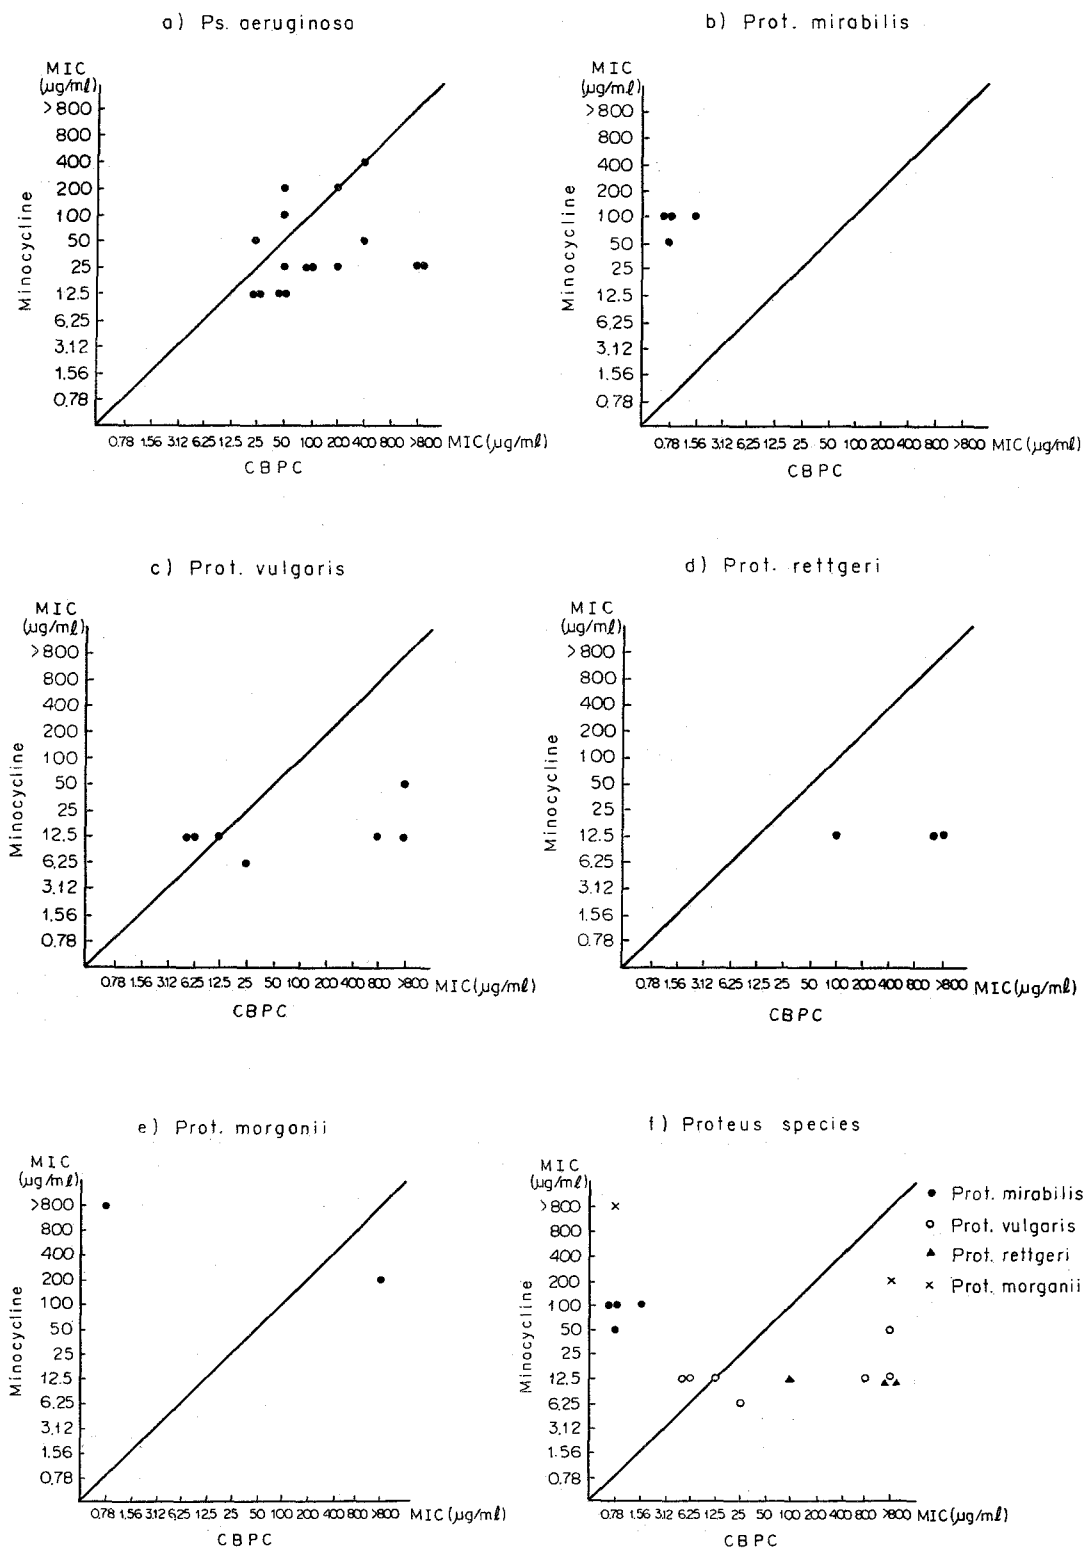 a) Ps. aeruginosa
MIC
(μg/ml)
>800
800
400
200
100
50
25
12.5
6.25
3.12
1.56
0.78
Minocycline
0.78 1.56 3.12 6.25 12.5 25 50 100 200 400 800 >800 MIC(μg/ml)
CBPC
b) Prot. mirabilis
MIC
(μg/ml)
>800
800
400
200
100
50
25
12.5
6.25
3.12
1.56
0.78
Minocycline
0.78 1.56 3.12 6.25 12.5 25 50 100 200 400 800 >800 MIC(μg/ml)
CBPC
c) Prot. vulgaris
MIC
(μg/ml)
>800
800
400
200
100
50
25
12.5
6.25
3.12
1.56
0.78
Minocycline
0.78 1.56 3.12 6.25 12.5 25 50 100 200 400 800 >800 MIC(μg/ml)
CBPC
d) Prot. rettgeri
MIC
(μg/ml)
>800
800
400
200
100
50
25
12.5
6.25
3.12
1.56
0.78
Minocycline
0.78 1.56 3.12 6.25 12.5 25 50 100 200 400 800 >800 MIC(μg/ml)
CBPC
e) Prot. morganii
MIC
(μg/ml)
>800
800
400
200
100
50
25
12.5
6.25
3.12
1.56
0.78
Minocycline
0.78 1.56 3.12 6.25 12.5 25 50 100 200 400 800 >800 MIC(μg/ml)
CBPC
f) Proteus species
MIC
(μg/ml)
>800
800
400
200
100
50
25
12.5
6.25
3.12
1.56
0.78
Minocycline
0.78 1.56 3.12 6.25 12.5 25 50 100 200 400 800 >800 MIC(μg/ml)
CBPC
● Prot. mirabilis
○ Prot. vulgaris
▲ Prot. rettgeri
× Prot. morganii